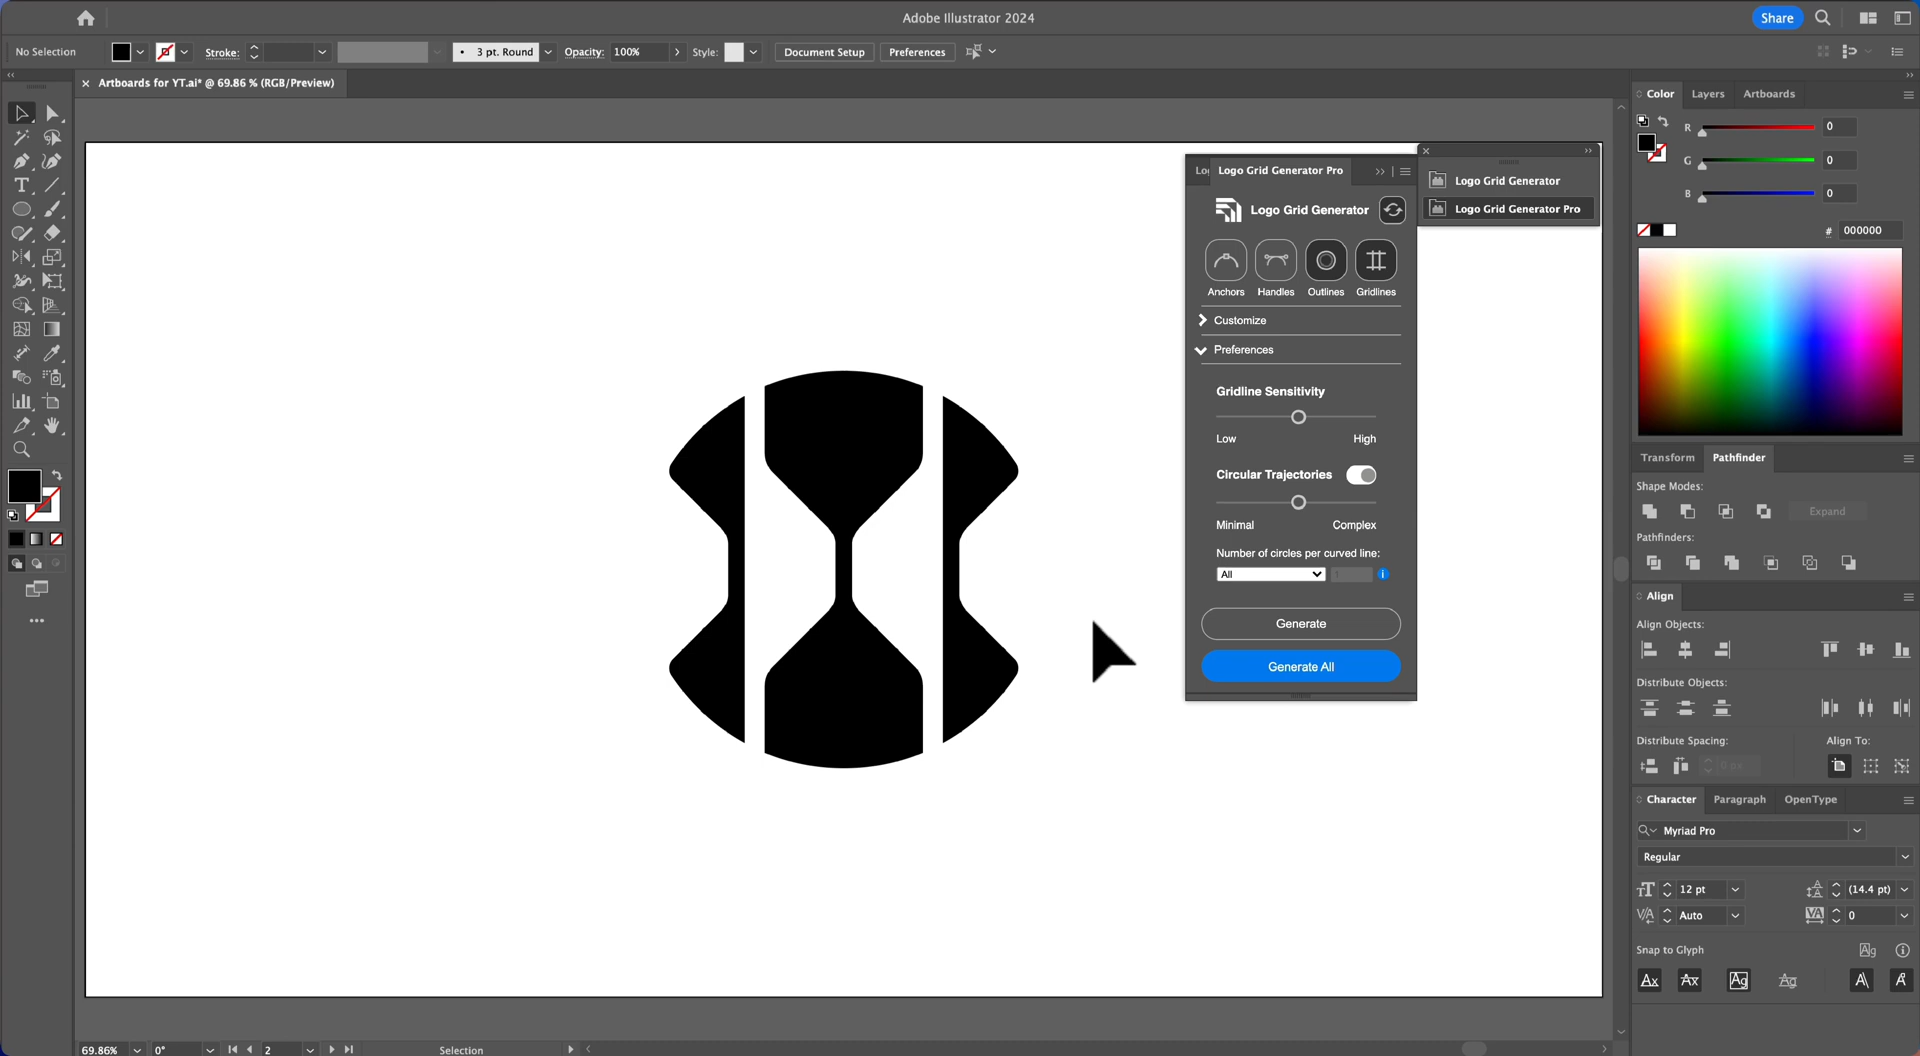 Adobe Illustrator 2024
Share
No Selection
Stroke:
3 pt. Round
Opacity: 100%
Style:
Document Setup
Preferences
Artboards for YT.ai* @ 69.86 % (RGB/Preview)
Logo Grid Generator Pro
Logo Grid Generator
Anchors
Handles
Outlines
Gridlines
Customize
Preferences
Gridline Sensitivity
Low
High
Circular Trajectories
Minimal
Complex
Number of circles per curved line:
All
1
Generate
Generate All
Logo Grid Generator
Logo Grid Generator Pro
Color
Layers
Artboards
R
0
G
0
B
0
# 000000
Transform
Pathfinder
Shape Modes:
Expand
Pathfinders:
Align
Align Objects:
Distribute Objects:
Distribute Spacing:
Align To:
0 px
Character
Paragraph
OpenType
Myriad Pro
Regular
12 pt
(14.4 pt)
Auto
0
Snap to Glyph
69.86%
0°
2
Selection